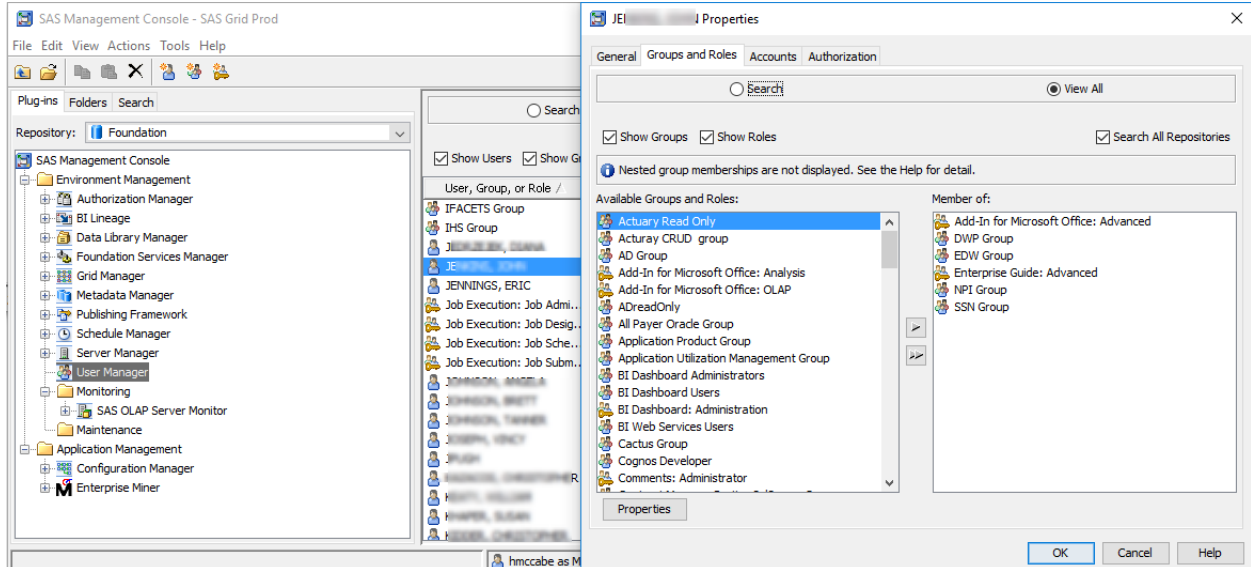 SAS Management Console - SAS Grid Prod
File Edit View Actions Tools Help
Plug-ins Folders Search
Repository: Foundation
SAS Management Console
Environment Management
Authorization Manager
BI Lineage
Data Library Manager
Foundation Services Manager
Grid Manager
Metadata Manager
Publishing Framework
Schedule Manager
Server Manager
User Manager
Monitoring
SAS OLAP Server Monitor
Maintenance
Application Management
Configuration Manager
Enterprise Miner
Search
Show Users Show G
User, Group, or Role
IFACETS Group
IHS Group
JENNINGS, ERIC
Job Execution: Job Admi...
Job Execution: Job Desig...
Job Execution: Job Sche...
Job Execution: Job Subm...
hmccabe as M
Properties
General Groups and Roles Accounts Authorization
Search View All
Show Groups Show Roles Search All Repositories
Nested group memberships are not displayed. See the Help for detail.
Available Groups and Roles:
Actuary Read Only
Acturay CRUD group
AD Group
Add-In for Microsoft Office: Analysis
Add-In for Microsoft Office: OLAP
ADreadOnly
All Payer Oracle Group
Application Product Group
Application Utilization Management Group
BI Dashboard Administrators
BI Dashboard Users
BI Dashboard: Administration
BI Web Services Users
Cactus Group
Cognos Developer
Comments: Administrator
Member of:
Add-In for Microsoft Office: Advanced
DWP Group
EDW Group
Enterprise Guide: Advanced
NPI Group
SSN Group
Properties
OK Cancel Help